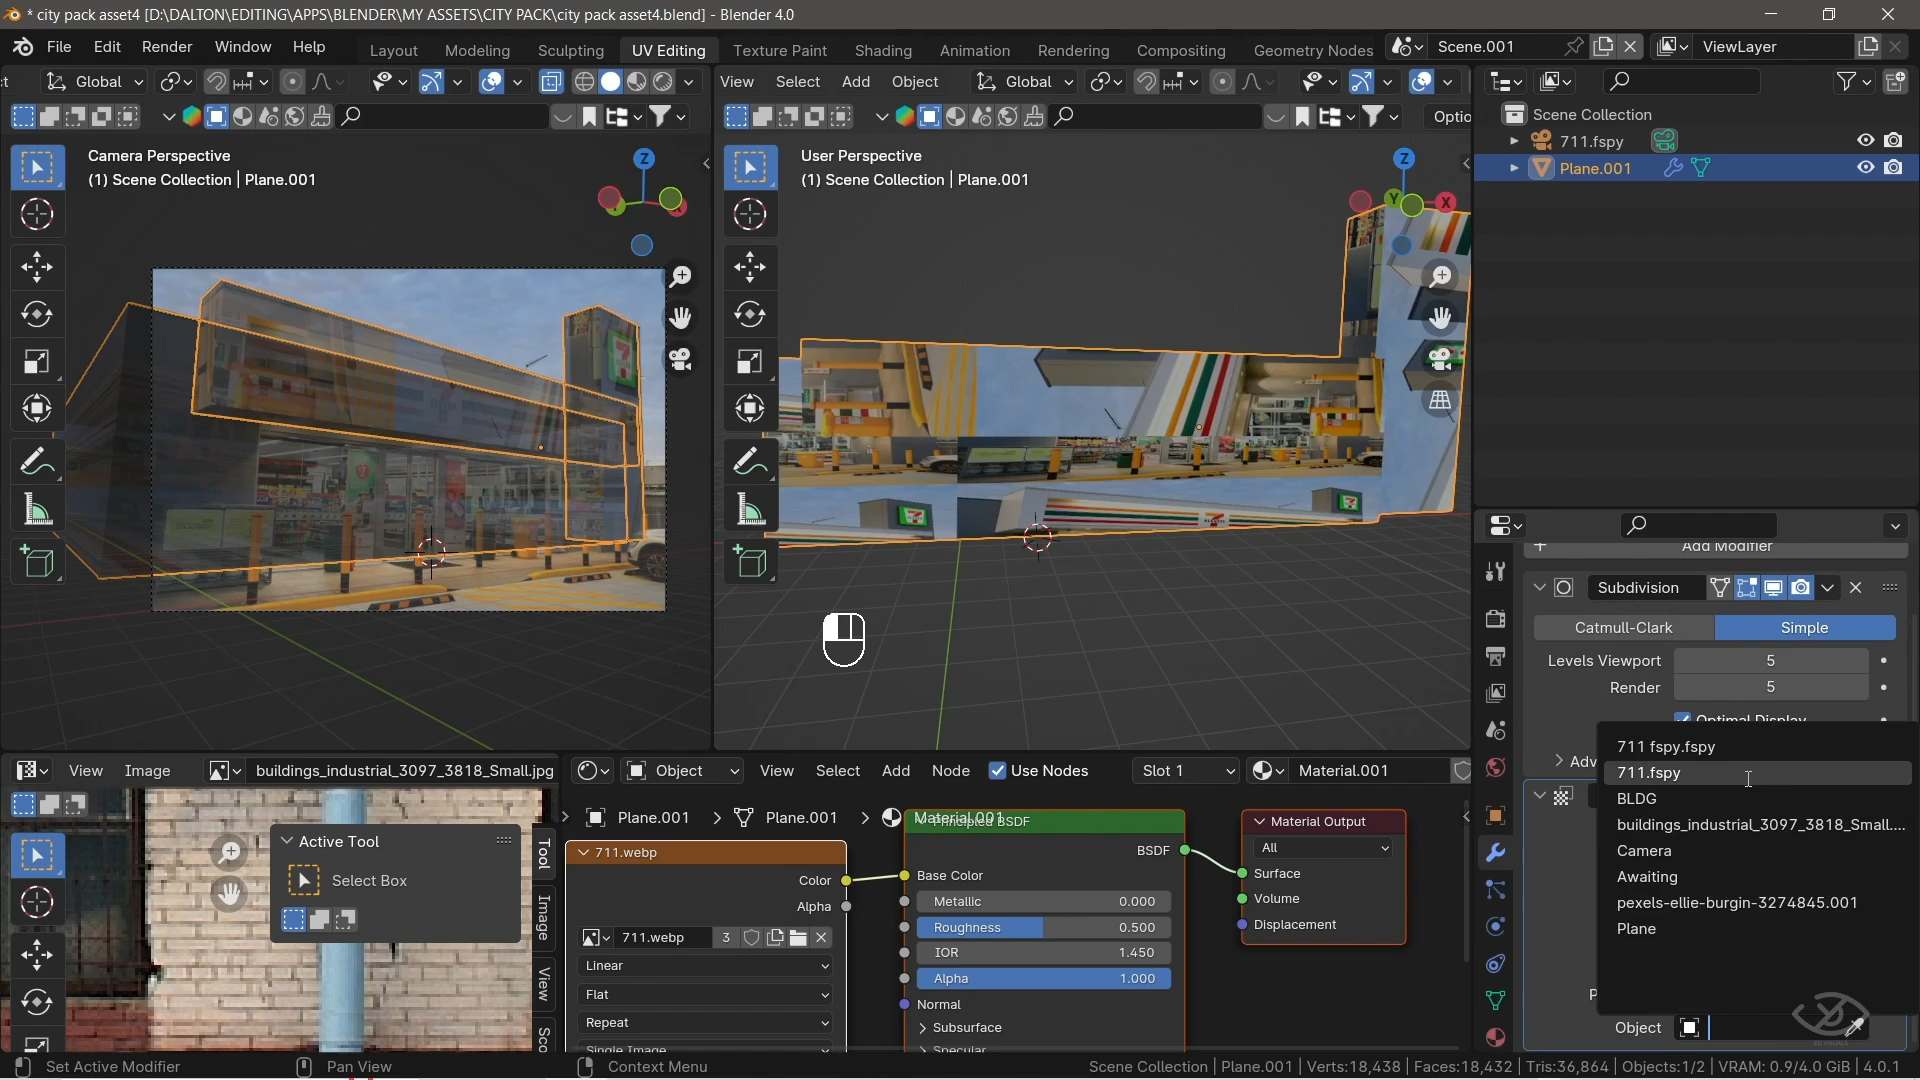 * city pack asset4 [D:\DALTON\EDITING\APPS\BLENDER\MY ASSETS\CITY PACK\city pack asset4.blend] - Blender 4.0
File Edit Render Window Help Layout Modeling Sculpting UV Editing Texture Paint Shading Animation Rendering Compositing Geometry Nodes Scene.001 ViewLayer
Global View Select Add Object Global
Optio
Camera Perspective
(1) Scene Collection | Plane.001
User Perspective
(1) Scene Collection | Plane.001
Z
Z
Y
X
Scene Collection
711.fspy
Plane.001
Add Modifier
Subdivision
Catmull-Clark Simple
Levels Viewport 5
Render 5
Optimal Display
Adv
711 fspy.fspy
711.fspy
BLDG
buildings_industrial_3097_3818_Small....
Camera
Awaiting
pexels-ellie-burgin-3274845.001
Plane
P
Object
View Image buildings_industrial_3097_3818_Small.jpg
Active Tool
Select Box
Tool
Image
View
Sc
Object View Select Add Node Use Nodes Slot 1 Material.001
Plane.001 Plane.001 Material.001
711.webp
Color
Alpha
711.webp 3
Linear
Flat
Repeat
Single Image
Principled BSDF
BSDF
Base Color
Metallic 0.000
Roughness 0.500
IOR 1.450
Alpha 1.000
Normal
Subsurface
Specular
Material Output
All
Surface
Volume
Displacement
Set Active Modifier Pan View Context Menu Scene Collection | Plane.001 | Verts:18,438 | Faces:18,432 | Tris:36,864 | Objects:1/2 | VRAM: 0.9/4.0 GiB | 4.0.1